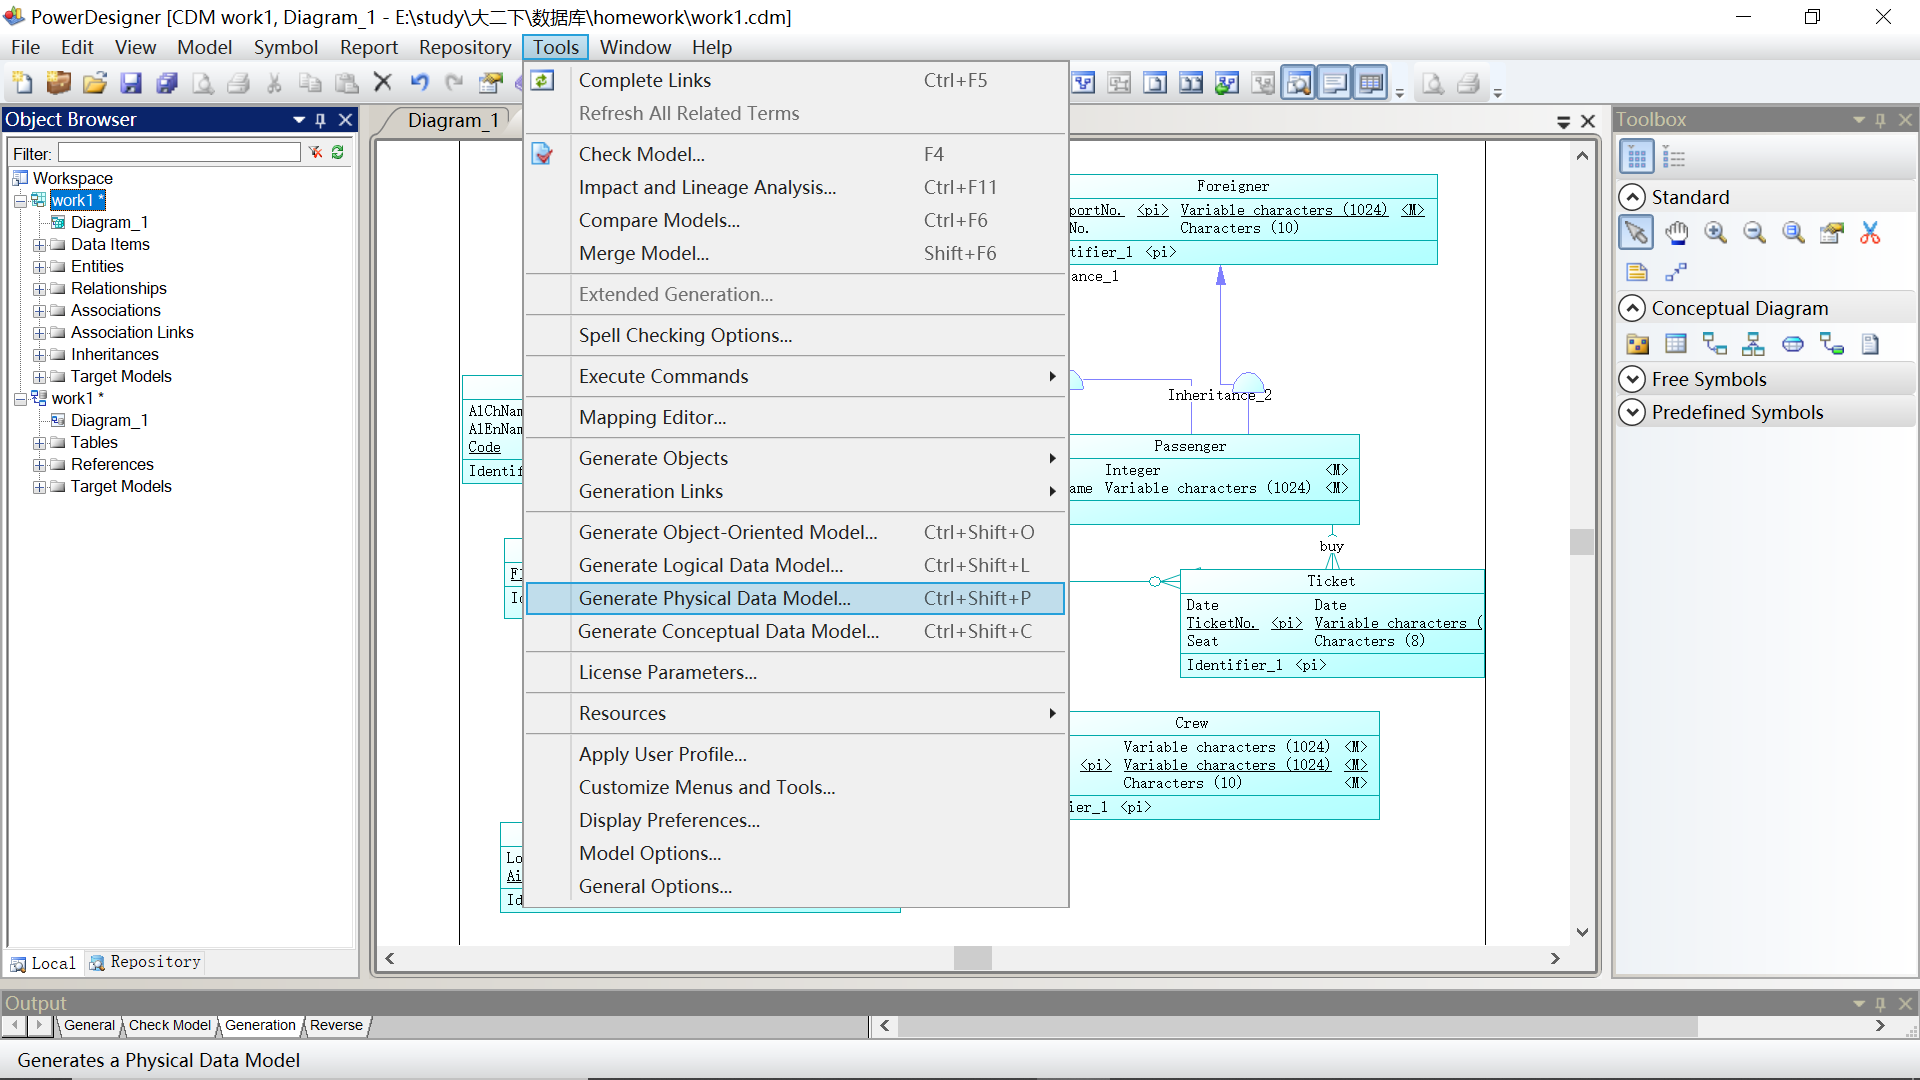 PowerDesigner [CDM work1, Diagram_1 - E:\study\大二下\数据库\homework\work1.cdm]
File Edit View Model Symbol Report Repository Tools Window Help
Object Browser
Filter:
Workspace
work1 *
Diagram_1
Data Items
Entities
Relationships
Associations
Association Links
Inheritances
Target Models
work1 *
Diagram_1
Tables
References
Target Models
Local Repository
Diagram_1
Complete Links Ctrl+F5
Refresh All Related Terms
Check Model... F4
Impact and Lineage Analysis... Ctrl+F11
Compare Models... Ctrl+F6
Merge Model... Shift+F6
Extended Generation...
Spell Checking Options...
Execute Commands
Mapping Editor...
Generate Objects
Generation Links
Generate Object-Oriented Model... Ctrl+Shift+O
Generate Logical Data Model... Ctrl+Shift+L
Generate Physical Data Model... Ctrl+Shift+P
Generate Conceptual Data Model... Ctrl+Shift+C
License Parameters...
Resources
Apply User Profile...
Customize Menus and Tools...
Display Preferences...
Model Options...
General Options...
AlChNam
AlEnNam
Code
Identif
Lo
Ai
Id
Foreigner
portNo. <pi> Variable characters (1024) <M>
No. Characters (10)
tifier_1 <pi>
ance_1
Inheritance_2
Passenger
Integer <M>
ame Variable characters (1024) <M>
buy
Ticket
Date Date
TicketNo. <pi> Variable characters (
Seat Characters (8)
Identifier_1 <pi>
Crew
Variable characters (1024) <M>
<pi> Variable characters (1024) <M>
Characters (10) <M>
ier_1 <pi>
Toolbox
Standard
Conceptual Diagram
Free Symbols
Predefined Symbols
Output
General Check Model Generation Reverse
Generates a Physical Data Model